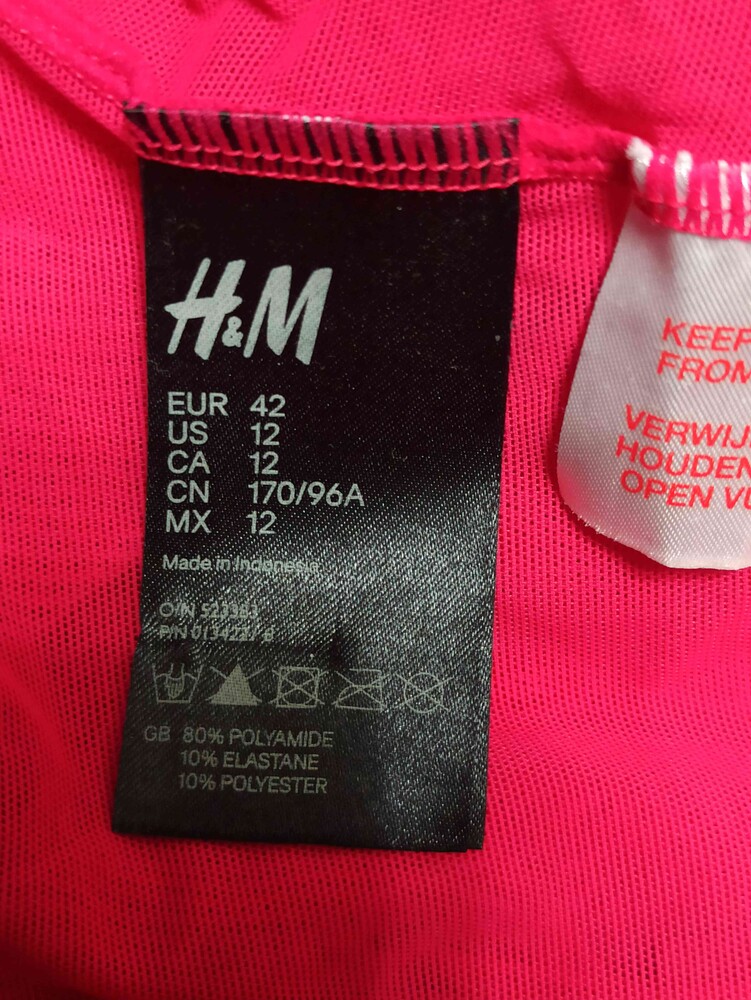 H&M
EUR 42
US 12
CA 12
CN 170/96A
MX 12
Made in Indonesia
O/N
P/N
GB 80% POLYAMIDE
10% ELASTANE
10% POLYESTER
KEEP
FROM
VERWIJ
HOUDEN
OPEN VU